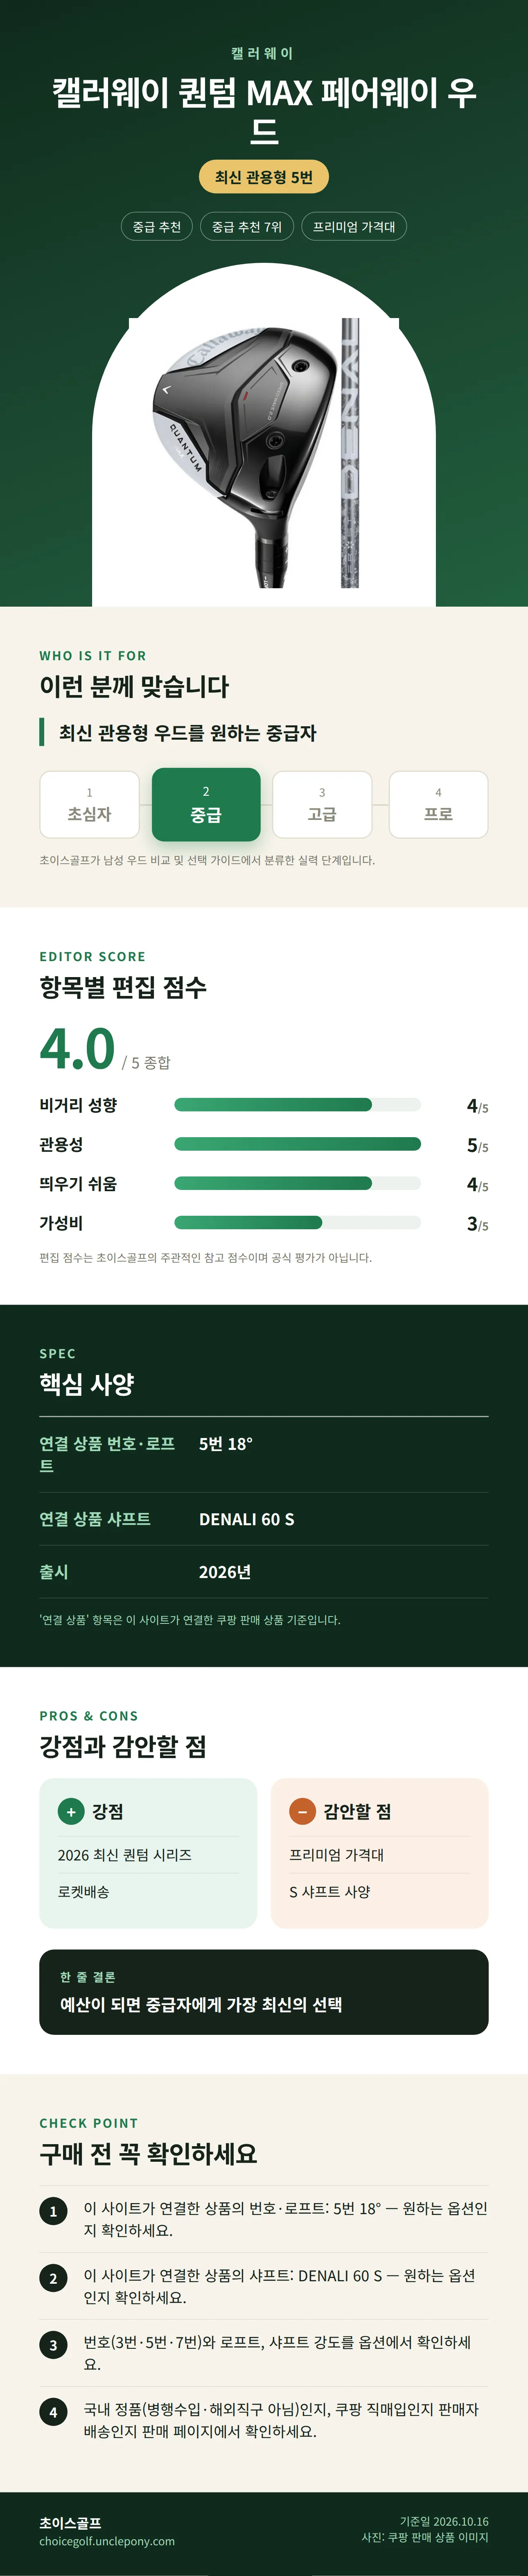 캘러웨이
캘러웨이 퀀텀 MAX 페어웨이 우
드
최신 관용형 5번
중급 추천
중급 추천 7위
프리미엄 가격대
Callaway
QUANTUM
DENALI
WHO IS IT FOR
이런 분께 맞습니다
최신 관용형 우드를 원하는 중급자
1
초심자
2
중급
3
고급
4
프로
초이스골프가 남성 우드 비교 및 선택 가이드에서 분류한 실력 단계입니다.
EDITOR SCORE
항목별 편집 점수
4.0 / 5 종합
비거리 성향 4/5
관용성 5/5
띄우기 쉬움 4/5
가성비 3/5
편집 점수는 초이스골프의 주관적인 참고 점수이며 공식 평가가 아닙니다.
SPEC
핵심 사양
연결 상품 번호·로프
트
5번 18°
연결 상품 샤프트 DENALI 60 S
출시 2026년
'연결 상품' 항목은 이 사이트가 연결한 쿠팡 판매 상품 기준입니다.
PROS & CONS
강점과 감안할 점
+ 강점
2026 최신 퀀텀 시리즈
로켓배송
− 감안할 점
프리미엄 가격대
S 샤프트 사양
한 줄 결론
예산이 되면 중급자에게 가장 최신의 선택
CHECK POINT
구매 전 꼭 확인하세요
1 이 사이트가 연결한 상품의 번호·로프트: 5번 18° — 원하는 옵션인
지 확인하세요.
2 이 사이트가 연결한 상품의 샤프트: DENALI 60 S — 원하는 옵션
인지 확인하세요.
3 번호(3번·5번·7번)와 로프트, 샤프트 강도를 옵션에서 확인하세
요.
4 국내 정품(병행수입·해외직구 아님)인지, 쿠팡 직매입인지 판매자
배송인지 판매 페이지에서 확인하세요.
초이스골프
choicegolf.unclepony.com
기준일 2026.10.16
사진: 쿠팡 판매 상품 이미지